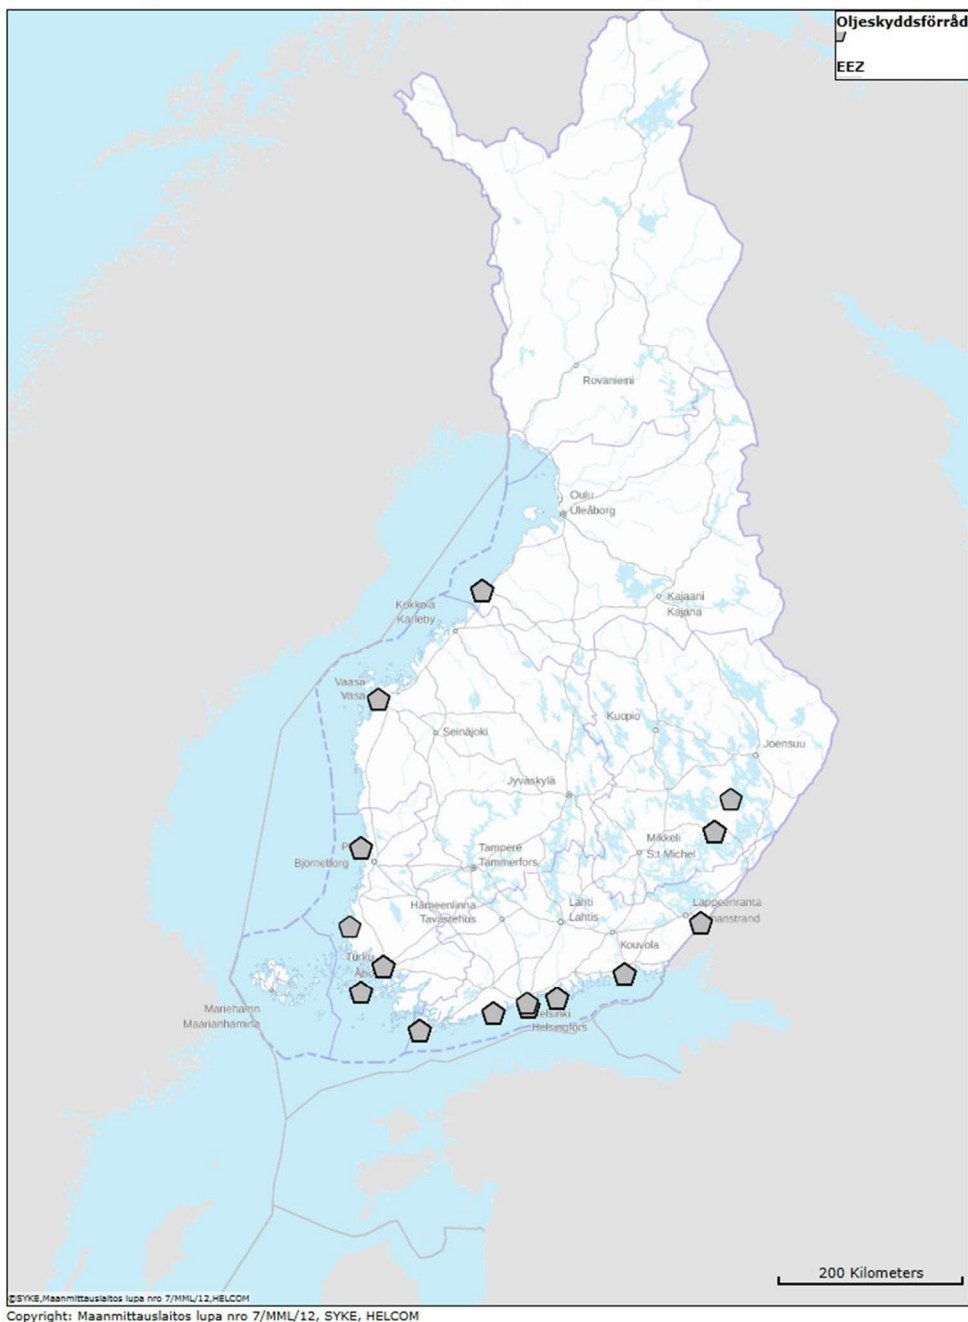 Oljeskyddsförråd
EEZ
Rovaniemi
Oulu
Uleåborg
Kokkola
Karleby
Kajaani
Kajana
Vaasa
Vasa
Seinäjoki
Kuopio
Joensuu
Jyväskylä
Mikkeli
S:t Michel
P
Björneborg
Tampere
Tammerfors
Hämeenlinna
Tavastehus
Lahti
Lahtis
Lappeenranta
manstrand
Kouvola
Turku
Åbo
Mariehamn
Maarianhamina
Helsinki
Helsingfors
200 Kilometers
©SYKE,Maanmittauslaitos lupa nro 7/MML/12,HELCOM
Copyright: Maanmittauslaitos lupa nro 7/MML/12, SYKE, HELCOM